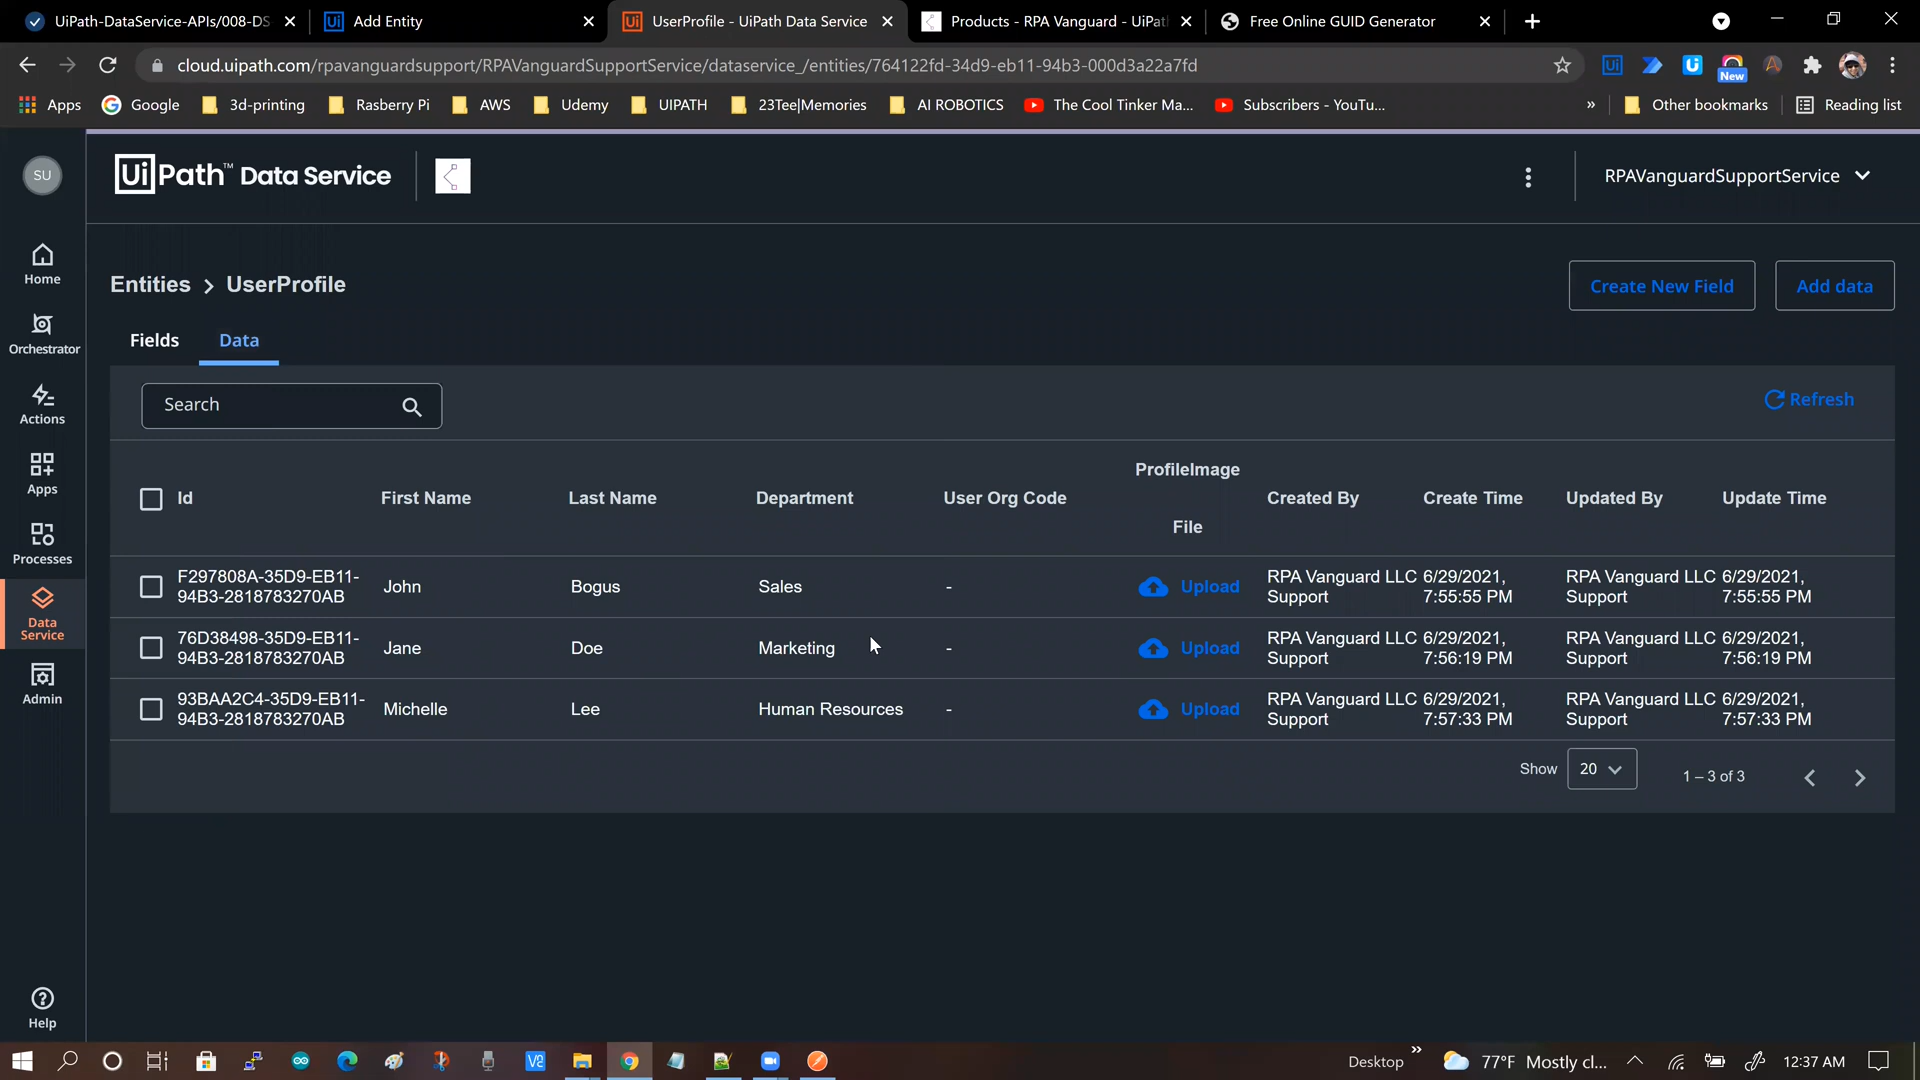 UiPath-DataService-APIs/008-DS
Add Entity
UserProfile - UiPath Data Service
Products - RPA Vanguard - UiPat
Free Online GUID Generator
cloud.uipath.com/rpavanguardsupport/RPAVanguardSupportService/dataservice_/entities/764122fd-34d9-eb11-94b3-000d3a22a7fd
New
Apps
Google
3d-printing
Rasberry Pi
AWS
Udemy
UIPATH
23Tee|Memories
AI ROBOTICS
The Cool Tinker Ma...
Subscribers - YouTu...
»
Other bookmarks
Reading list
SU
UiPath™ Data Service
RPAVanguardSupportService
Home
Orchestrator
Actions
Apps
Processes
Data
Service
Admin
Help
Entities > UserProfile
Create New Field
Add data
Fields
Data
Search
Refresh
Id
First Name
Last Name
Department
User Org Code
ProfileImage
File
Created By
Create Time
Updated By
Update Time
F297808A-35D9-EB11-
94B3-2818783270AB
John
Bogus
Sales
-
Upload
RPA Vanguard LLC
Support
6/29/2021,
7:55:55 PM
RPA Vanguard LLC
Support
6/29/2021,
7:55:55 PM
76D38498-35D9-EB11-
94B3-2818783270AB
Jane
Doe
Marketing
-
Upload
RPA Vanguard LLC
Support
6/29/2021,
7:56:19 PM
RPA Vanguard LLC
Support
6/29/2021,
7:56:19 PM
93BAA2C4-35D9-EB11-
94B3-2818783270AB
Michelle
Lee
Human Resources
-
Upload
RPA Vanguard LLC
Support
6/29/2021,
7:57:33 PM
RPA Vanguard LLC
Support
6/29/2021,
7:57:33 PM
Show
20
1 – 3 of 3
Desktop
»
77°F Mostly cl...
12:37 AM